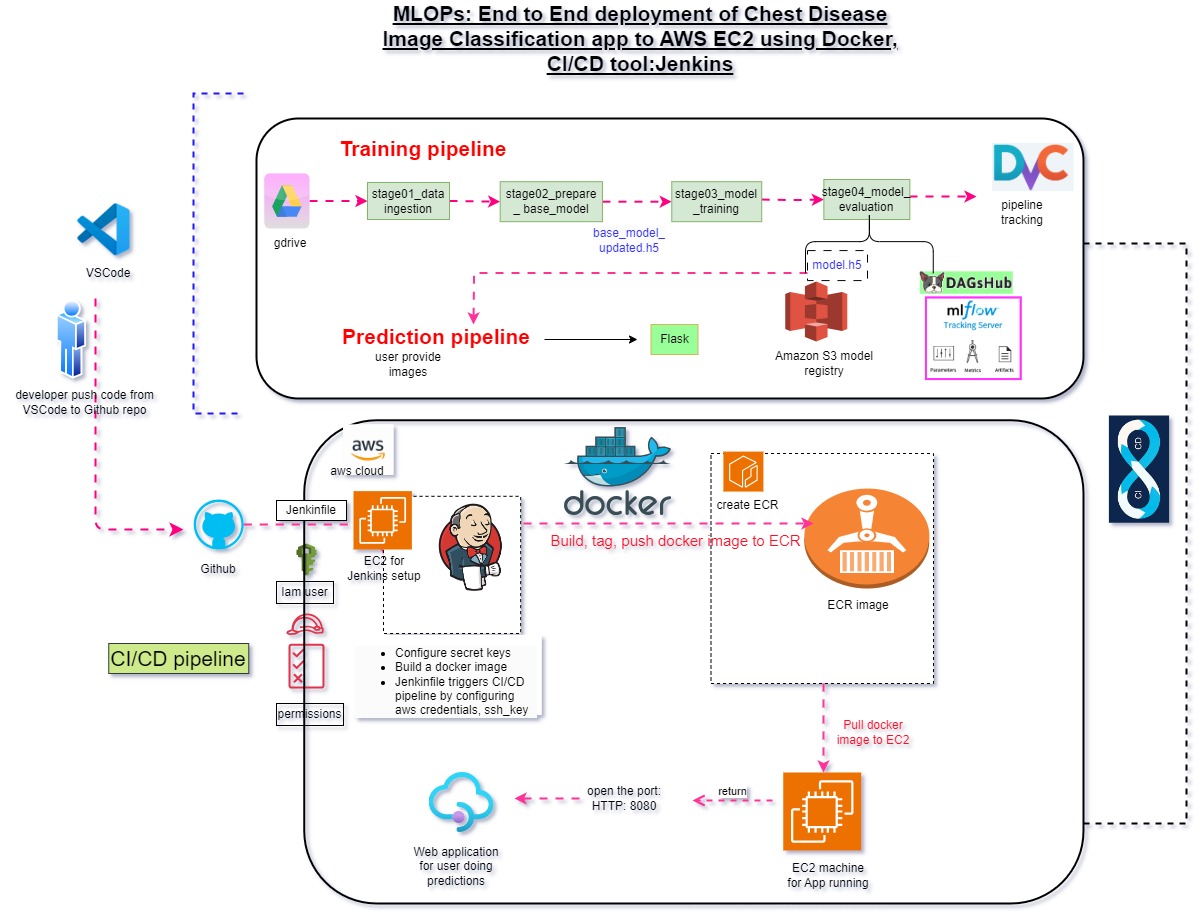 MLOPs: End to End deployment of Chest Disease
Image Classification app to AWS EC2 using Docker,
CI/CD tool:Jenkins
Training pipeline
DVC
stage01_data
ingestion
stage02_prepare
_ base_model
stage03_model
_training
stage04_model_
evaluation
pipeline
tracking
gdrive
base_model_
updated.h5
VSCode
model.h5
DAGsHub
mlflow
Tracking Server
Parameters
Metrics
Artifacts
Prediction pipeline
user provide
images
Flask
Amazon S3 model
registry
developer push code from
VSCode to Github repo
aws
aws cloud
docker
create ECR
CD
CI
Jenkinfile
Github
EC2 for
Jenkins setup
Build, tag, push docker image to ECR
Iam user
ECR image
CI/CD pipeline
Configure secret keys
Build a docker image
Jenkinfile triggers CI/CD
pipeline by configuring
aws credentials, ssh_key
permissions
Pull docker
image to EC2
open the port:
HTTP: 8080
return
Web application
for user doing
predictions
EC2 machine
for App running